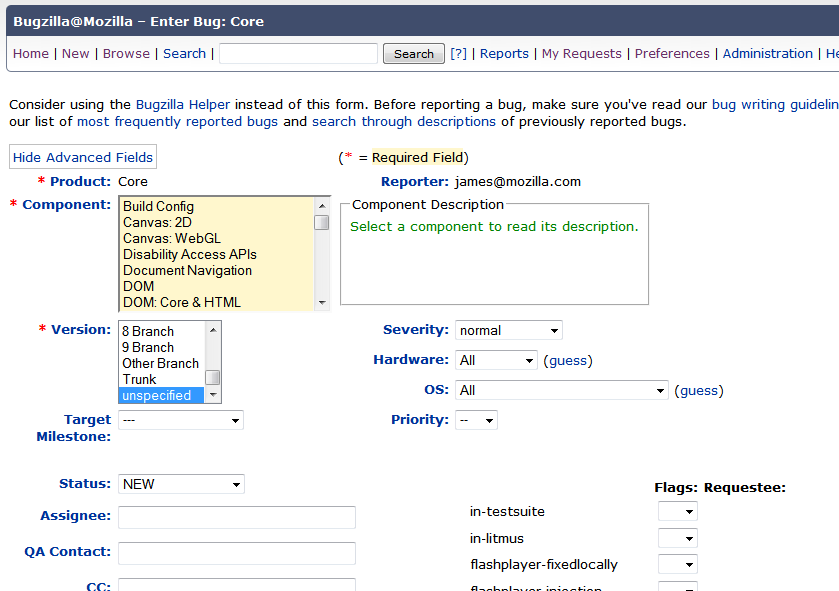 Bugzilla@Mozilla – Enter Bug: Core
Home | New | Browse | Search | Search [?] | Reports | My Requests | Preferences | Administration | He
Consider using the Bugzilla Helper instead of this form. Before reporting a bug, make sure you've read our bug writing guidelin
our list of most frequently reported bugs and search through descriptions of previously reported bugs.
Hide Advanced Fields (* = Required Field)
* Product: Core Reporter: james@mozilla.com
* Component:
Build Config
Canvas: 2D
Canvas: WebGL
Disability Access APIs
Document Navigation
DOM
DOM: Core & HTML
Component Description
Select a component to read its description.
* Version:
8 Branch
9 Branch
Other Branch
Trunk
unspecified
Severity: normal
Hardware: All (guess)
OS: All (guess)
Target
Milestone:
---
Priority: --
Status: NEW
Flags: Requestee:
Assignee:
in-testsuite
in-litmus
QA Contact:
flashplayer-fixedlocally
CC:
flashplayer-injection